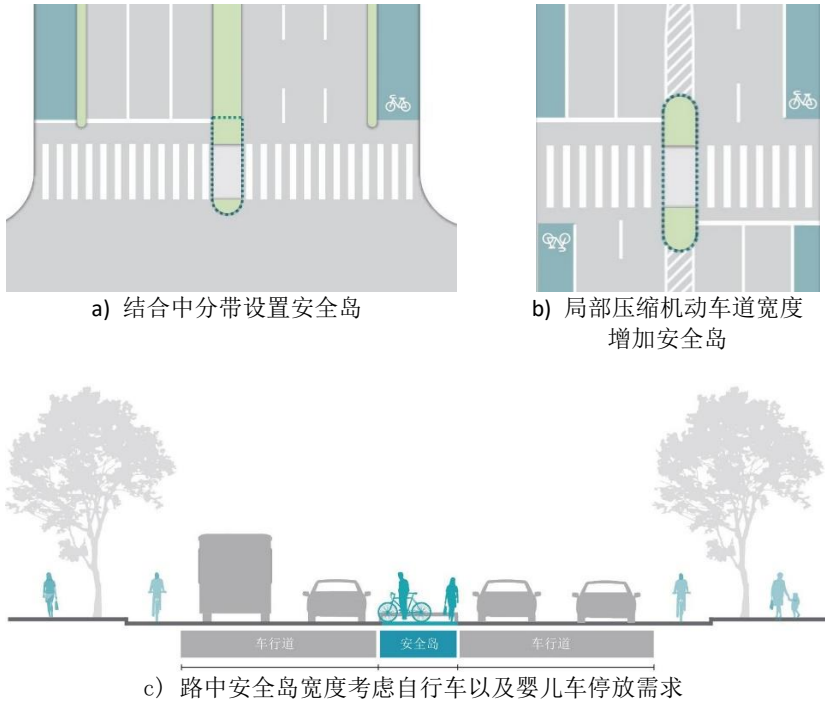 a) 结合中分带设置安全岛
b) 局部压缩机动车道宽度
增加安全岛
车行道
安全岛
车行道
c) 路中安全岛宽度考虑自行车以及婴儿车停放需求